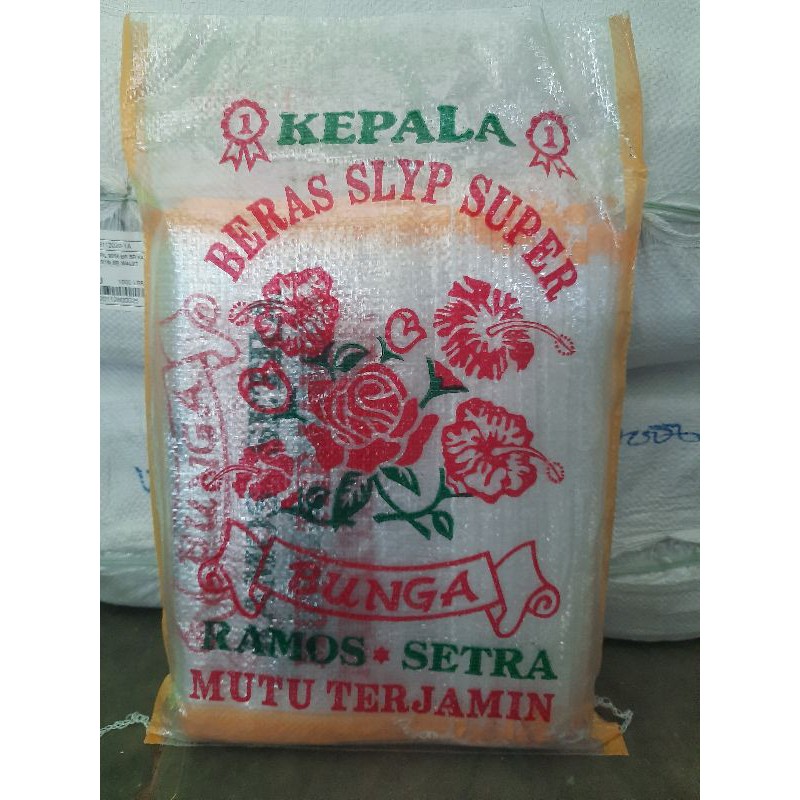 1 KEPALA 1
BERAS SLYP SUPER
BUNGA
RAMOS * SETRA
MUTU TERJAMIN
BUNGA